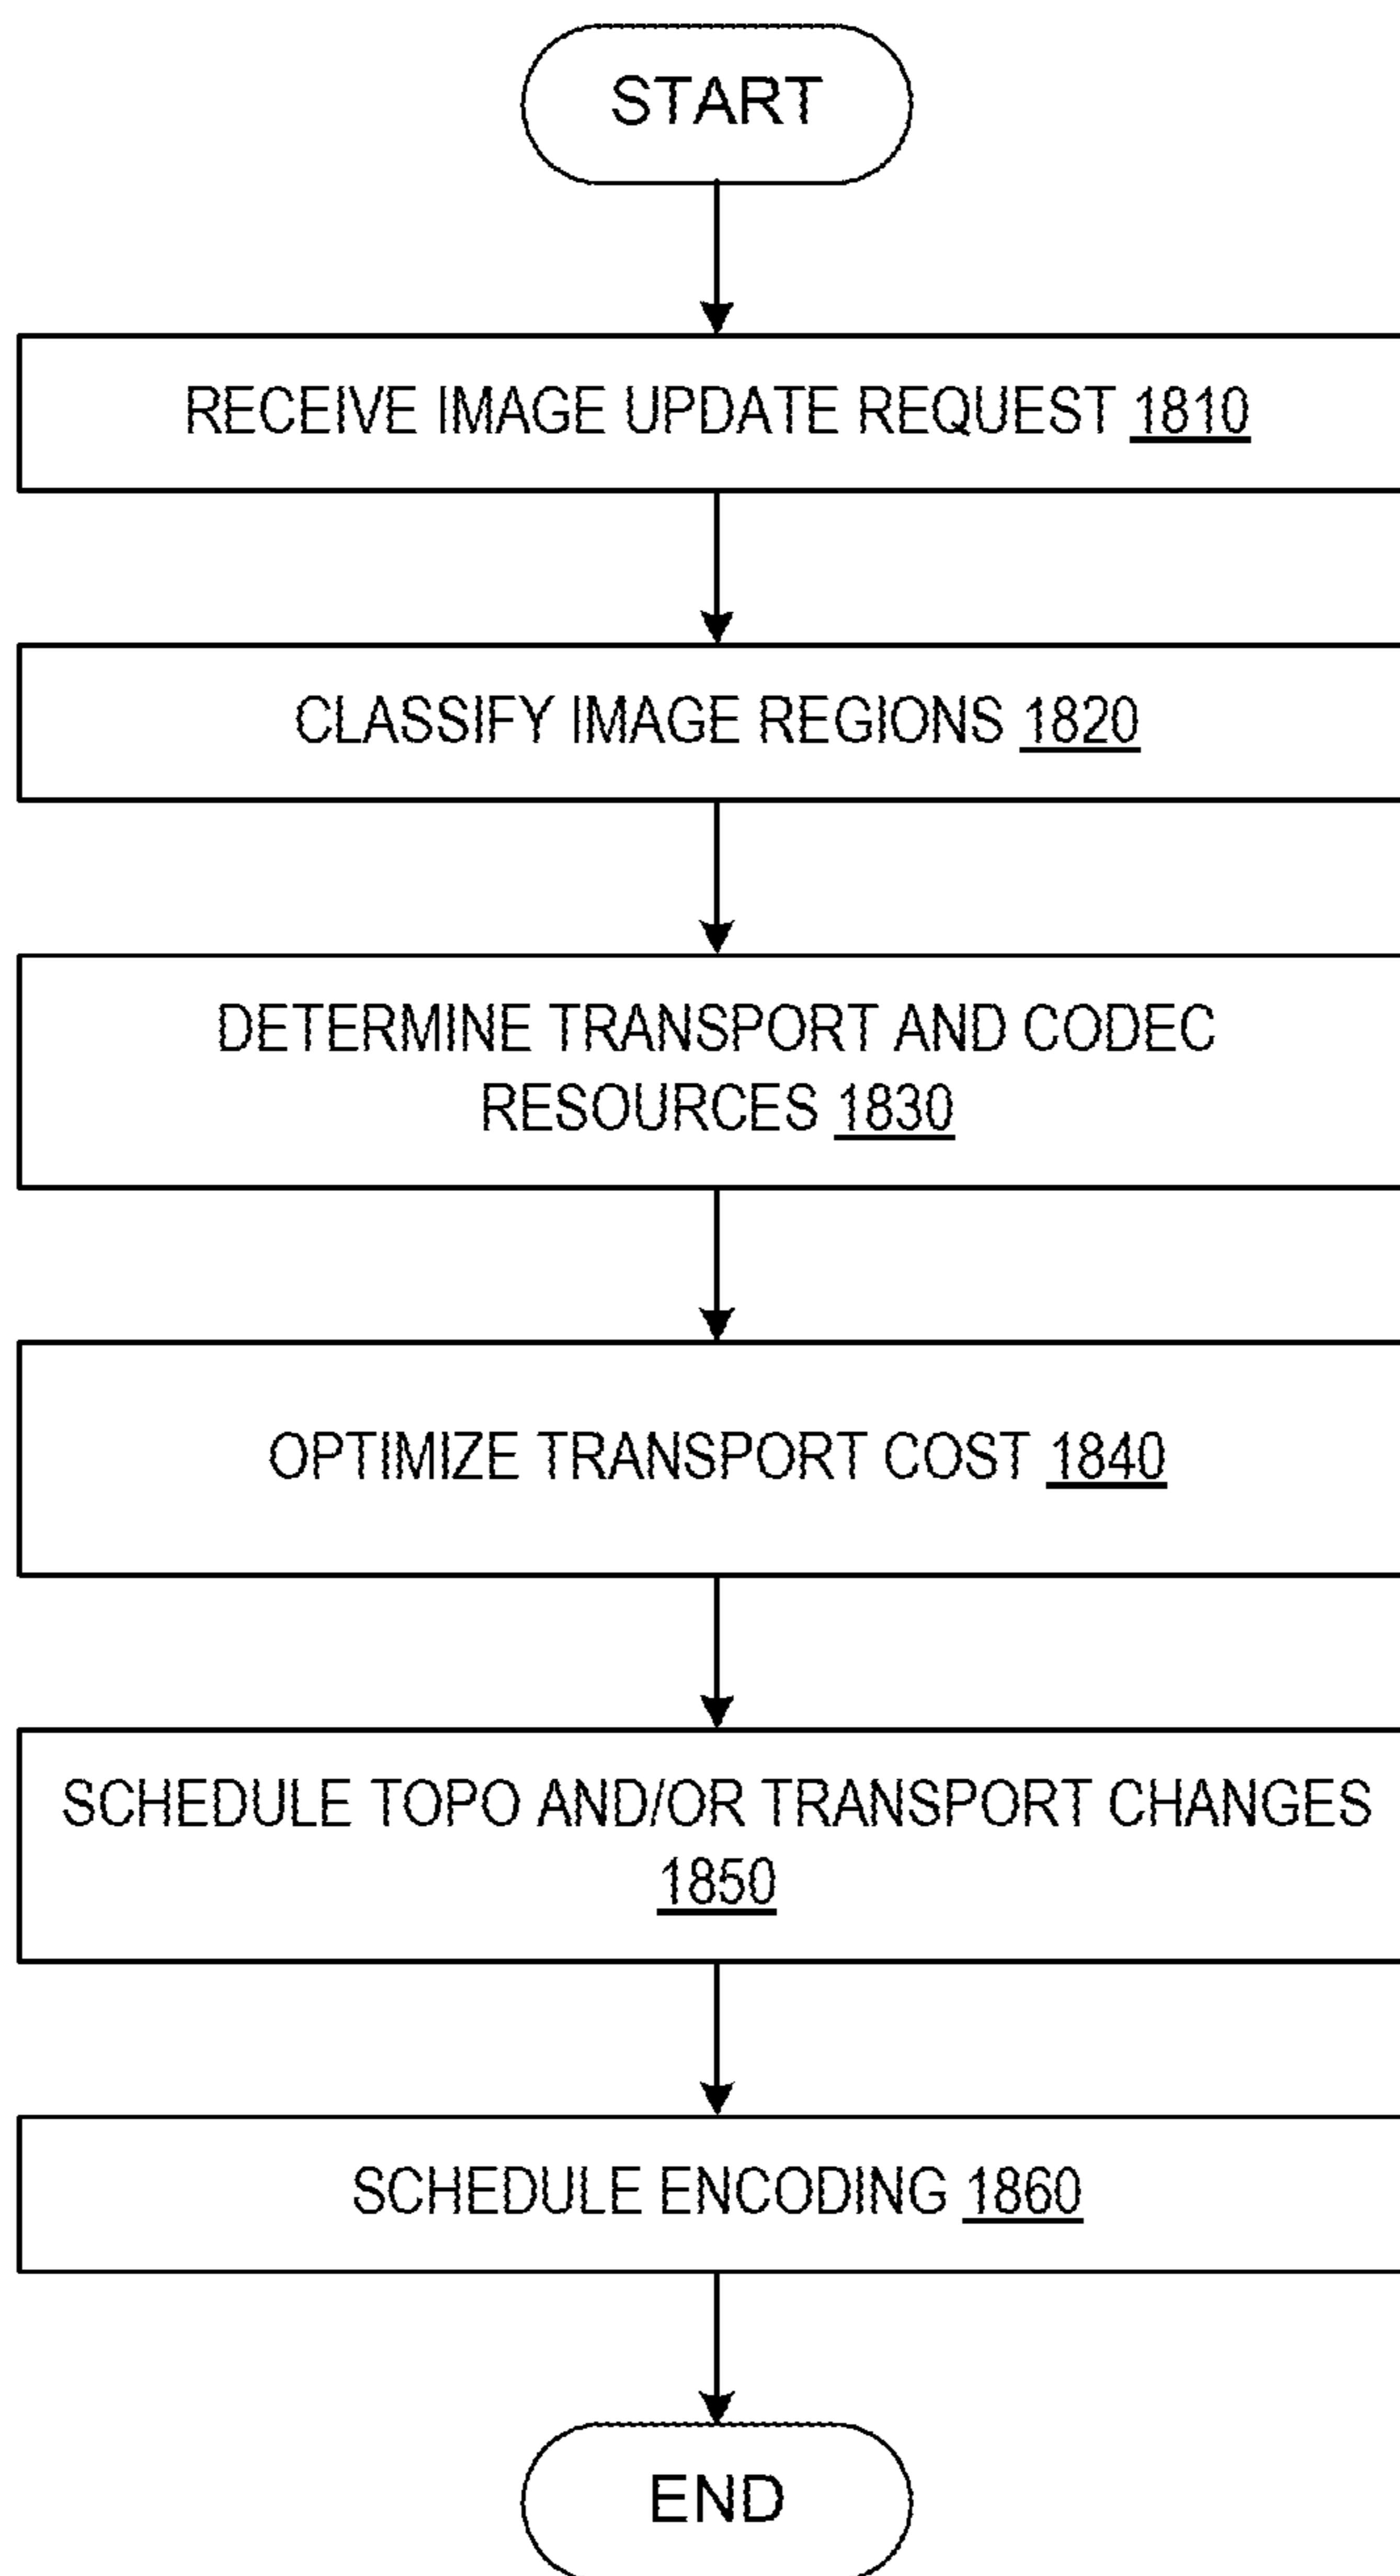 START
RECEIVE IMAGE UPDATE REQUEST 1810
CLASSIFY IMAGE REGIONS 1820
DETERMINE TRANSPORT AND CODEC
RESOURCES 1830
OPTIMIZE TRANSPORT COST 1840
SCHEDULE TOPO AND/OR TRANSPORT CHANGES
1850
SCHEDULE ENCODING 1860
END